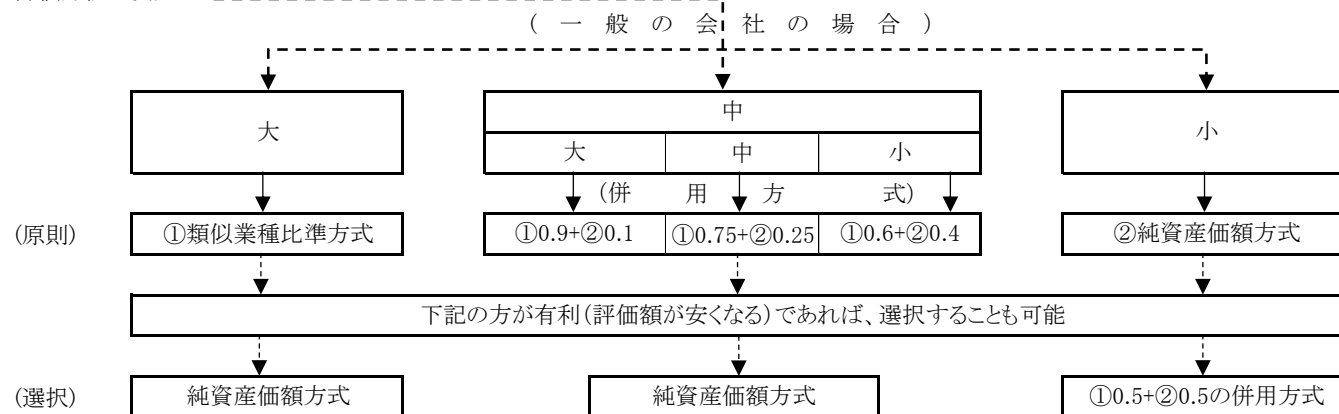 (一般の会社の場合)
大
中
小
大 中 小
(併用方式)
(原則) ①類似業種比準方式 ①0.9+②0.1 ①0.75+②0.25 ①0.6+②0.4 ②純資産価額方式
下記の方が有利(評価額が安くなる)であれば、選択することも可能
(選択) 純資産価額方式 純資産価額方式 ①0.5+②0.5の併用方式